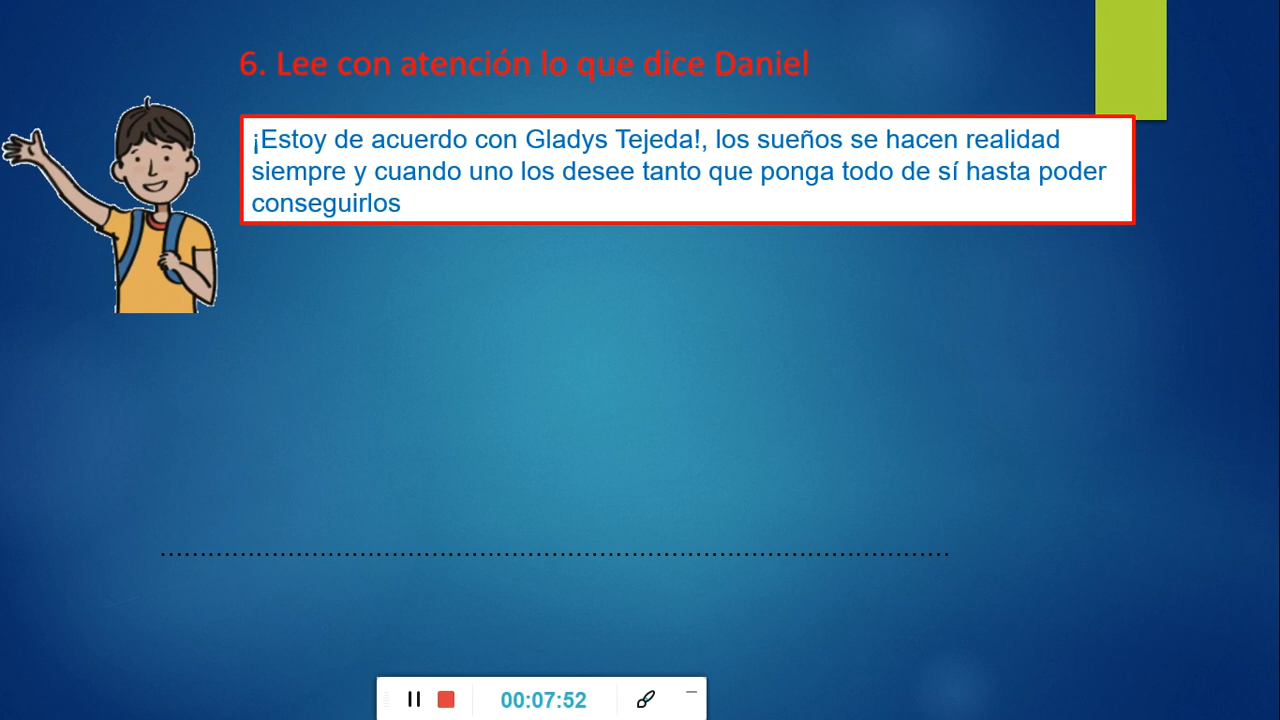 6. Lee con atención lo que dice Daniel
¡Estoy de acuerdo con Gladys Tejeda!, los sueños se hacen realidad
siempre y cuando uno los desee tanto que ponga todo de sí hasta poder
conseguirlos
....................................................................................................
00:07:52